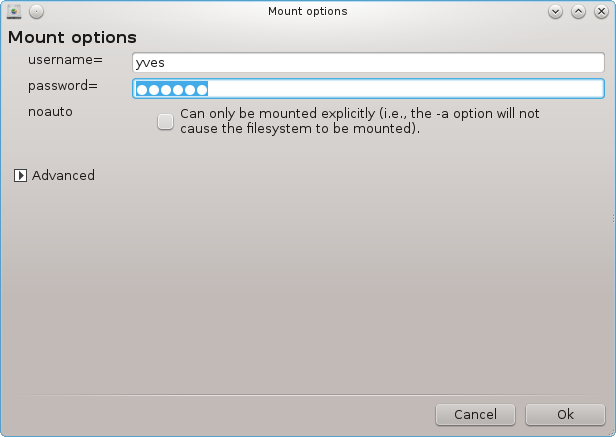 Mount options
Mount options
username=
yves
password=
●●●●●●
noauto
Can only be mounted explicitly (i.e., the -a option will not
cause the filesystem to be mounted).
Advanced
Cancel
Ok